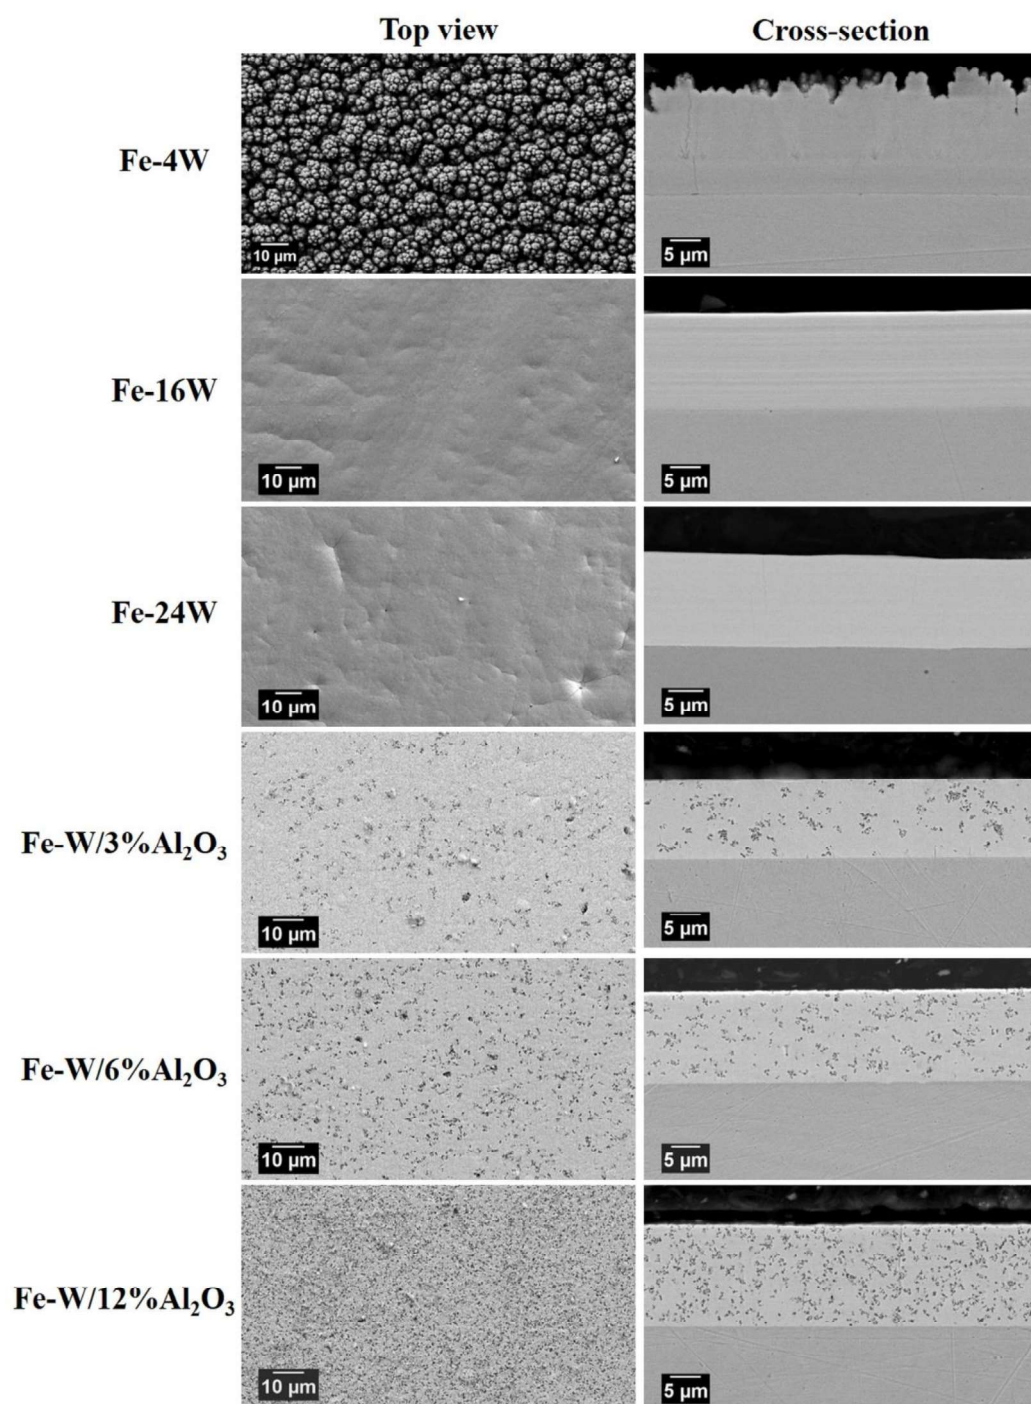 Top view Cross-section
Fe-4W
10 µm
5 µm
Fe-16W
10 µm
5 µm
Fe-24W
10 µm
5 µm
Fe-W/3%Al₂O₃
10 µm
5 µm
Fe-W/6%Al₂O₃
10 µm
5 µm
Fe-W/12%Al₂O₃
10 µm
5 µm